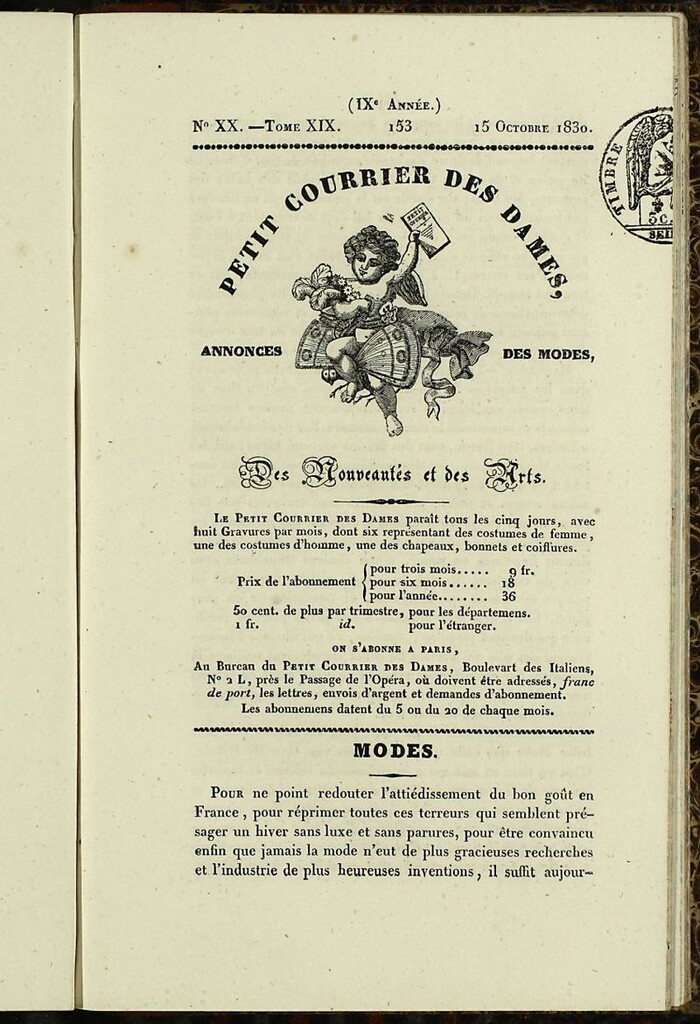 (IXe ANNÉE.)
No XX. —TOME XIX. 153 15 OCTOBRE 1830.
TIMBRE
5C.
SEI
PETIT COURRIER DES DAMES,
PETIT
ANNONCES DES MODES,
Des Nouveautés et des Arts.
LE PETIT COURRIER DES DAMES paraît tous les cinq jours, avec
huit Gravures par mois, dont six représentant des costumes de femme,
une des costumes d'homme, une des chapeaux, bonnets et coiffures.
Prix de l'abonnement
pour trois mois..... 9 fr.
pour six mois...... 18
pour l'année........ 36
50 cent. de plus par trimestre, pour les départemens.
1 fr. id. pour l'étranger.
ON S'ABONNE A PARIS,
Au Bureau du PETIT COURRIER DES DAMES, Boulevart des Italiens,
No 2 L, près le Passage de l'Opéra, où doivent être adressés, franc
de port, les lettres, envois d'argent et demandes d'abonnement.
Les abonnemens datent du 5 ou du 20 de chaque mois.
MODES.
POUR ne point redouter l'attiédissement du bon goût en
France, pour réprimer toutes ces terreurs qui semblent pré-
sager un hiver sans luxe et sans parures, pour être convaincu
enfin que jamais la mode n'eut de plus gracieuses recherches
et l'industrie de plus heureuses inventions, il suffit aujour-